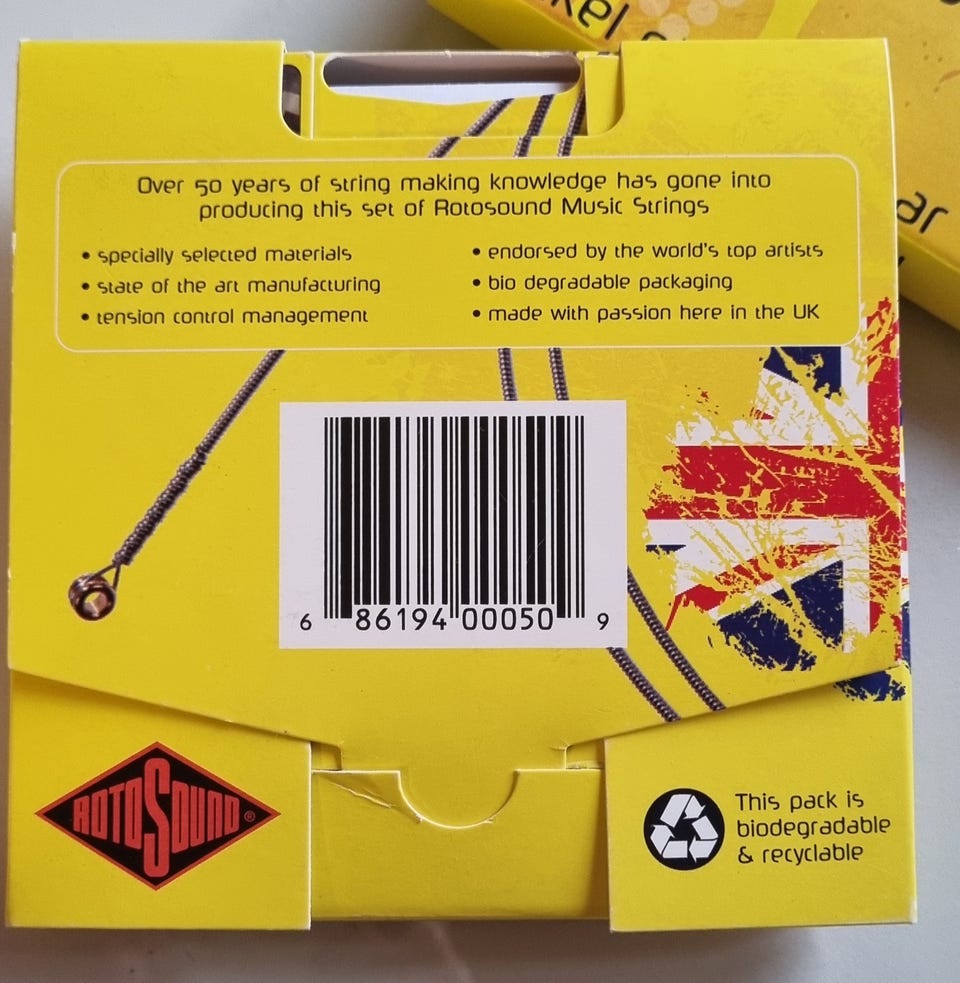 kel
ar
Over 50 years of string making knowledge has gone into
producing this set of Rotosound Music Strings
• specially selected materials
• state of the art manufacturing
• tension control management
• endorsed by the world's top artists
• bio degradable packaging
• made with passion here in the UK
6 86194 00050 9
ROTOSOUND®
This pack is
biodegradable
& recyclable